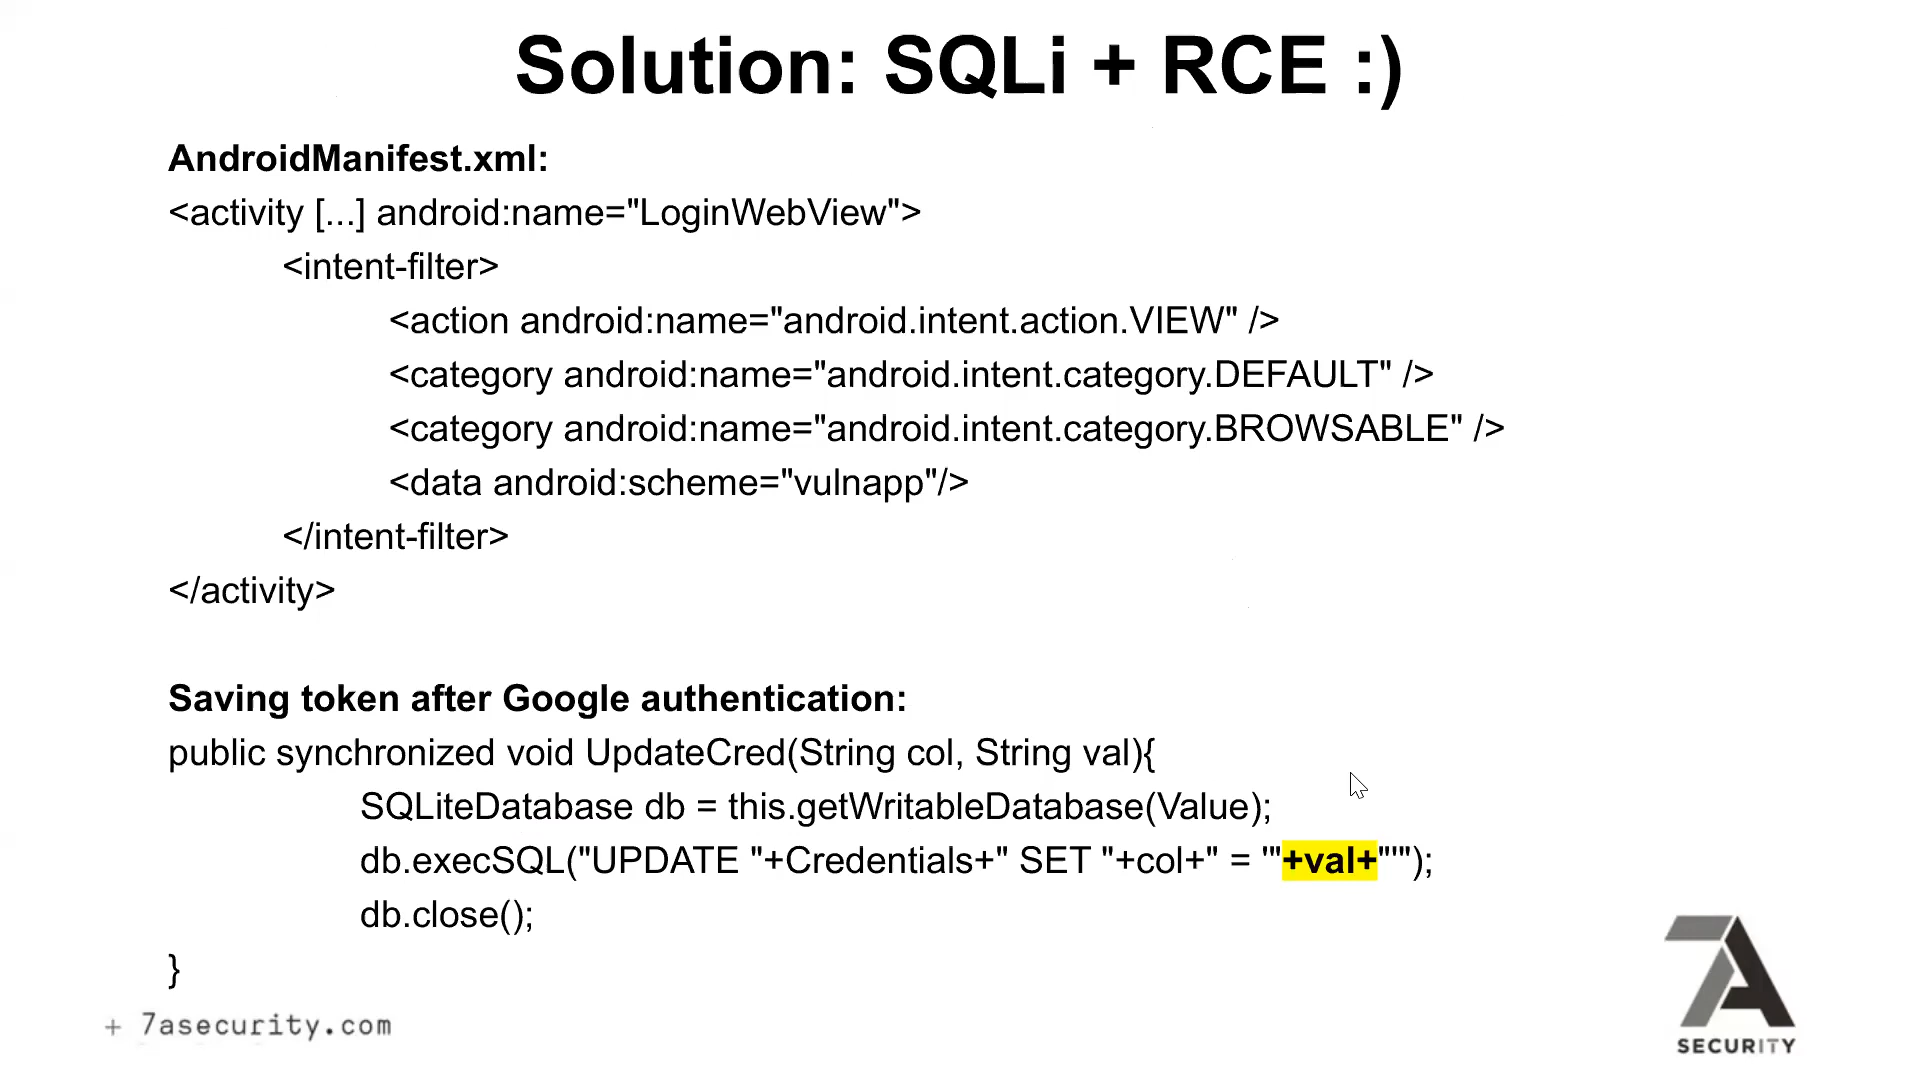 Solution: SQLi + RCE :)
AndroidManifest.xml:
<activity [...] android:name="LoginWebView">
<intent-filter>
<action android:name="android.intent.action.VIEW" />
<category android:name="android.intent.category.DEFAULT" />
<category android:name="android.intent.category.BROWSABLE" />
<data android:scheme="vulnapp"/>
</intent-filter>
</activity>
Saving token after Google authentication:
public synchronized void UpdateCred(String col, String val){
SQLiteDatabase db = this.getWritableDatabase(Value);
db.execSQL("UPDATE "+Credentials+" SET "+col+" = '"+val+"'");
db.close();
}
+ 7asecurity.com
7A
SECURITY